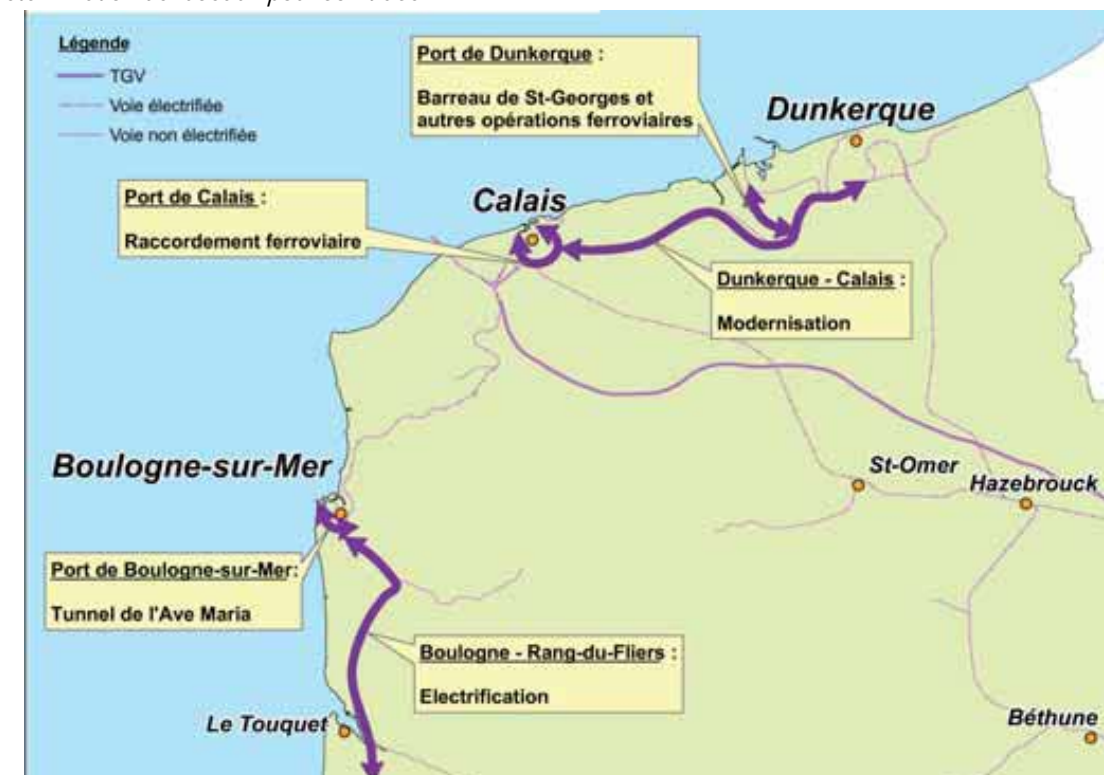 Légende
TGV
Voie électrifiée
Voie non électrifiée
Port de Dunkerque :
Barreau de St-Georges et
autres opérations ferroviaires
Dunkerque
Port de Calais :
Raccordement ferroviaire
Calais
Dunkerque - Calais :
Modernisation
Boulogne-sur-Mer
St-Omer
Hazebrouck
Port de Boulogne-sur-Mer:
Tunnel de l'Ave Maria
Boulogne - Rang-du-Fliers :
Electrification
Le Touquet
Béthune